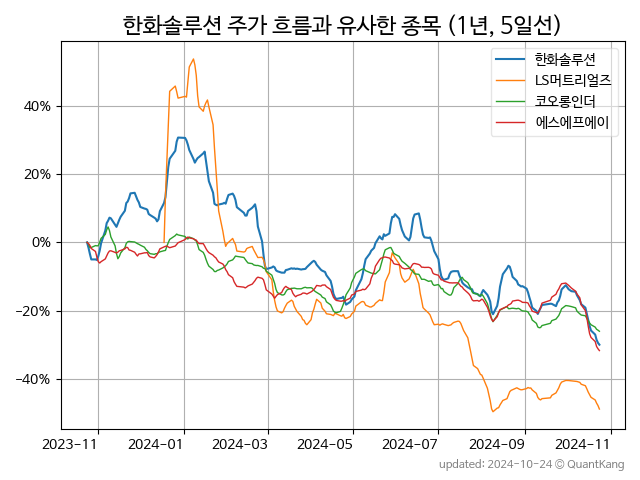 한화솔루션 주가 흐름과 유사한 종목 (1년, 5일선)
한화솔루션
LS머트리얼즈
코오롱인더
에스에프에이
40%
20%
0%
−20%
−40%
2023-11 2024-01 2024-03 2024-05 2024-07 2024-09 2024-11
updated: 2024-10-24 © QuantKang